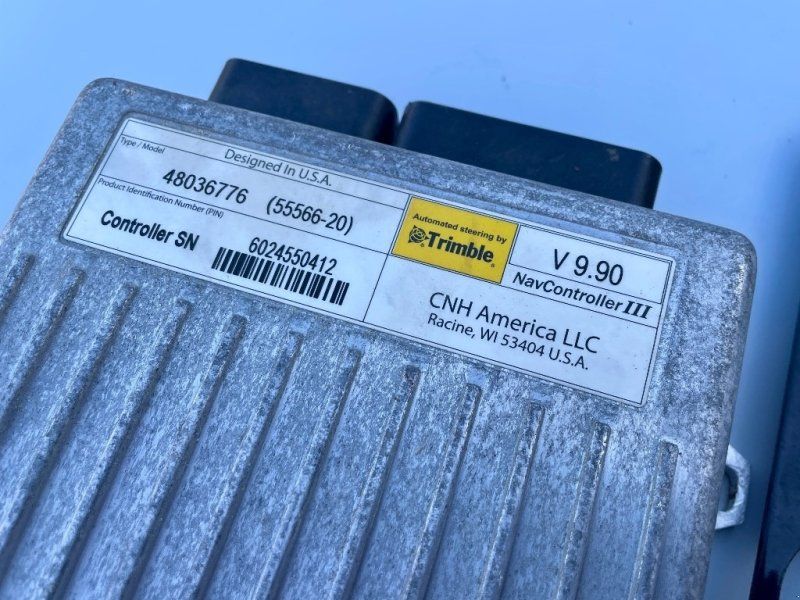 Type / Model
Designed In U.S.A.
48036776 (55566-20)
Product Identification Number (PIN)
Controller SN
6024550412
Automated steering by
Trimble®
V 9.90
NavController III
CNH America LLC
Racine, WI 53404 U.S.A.